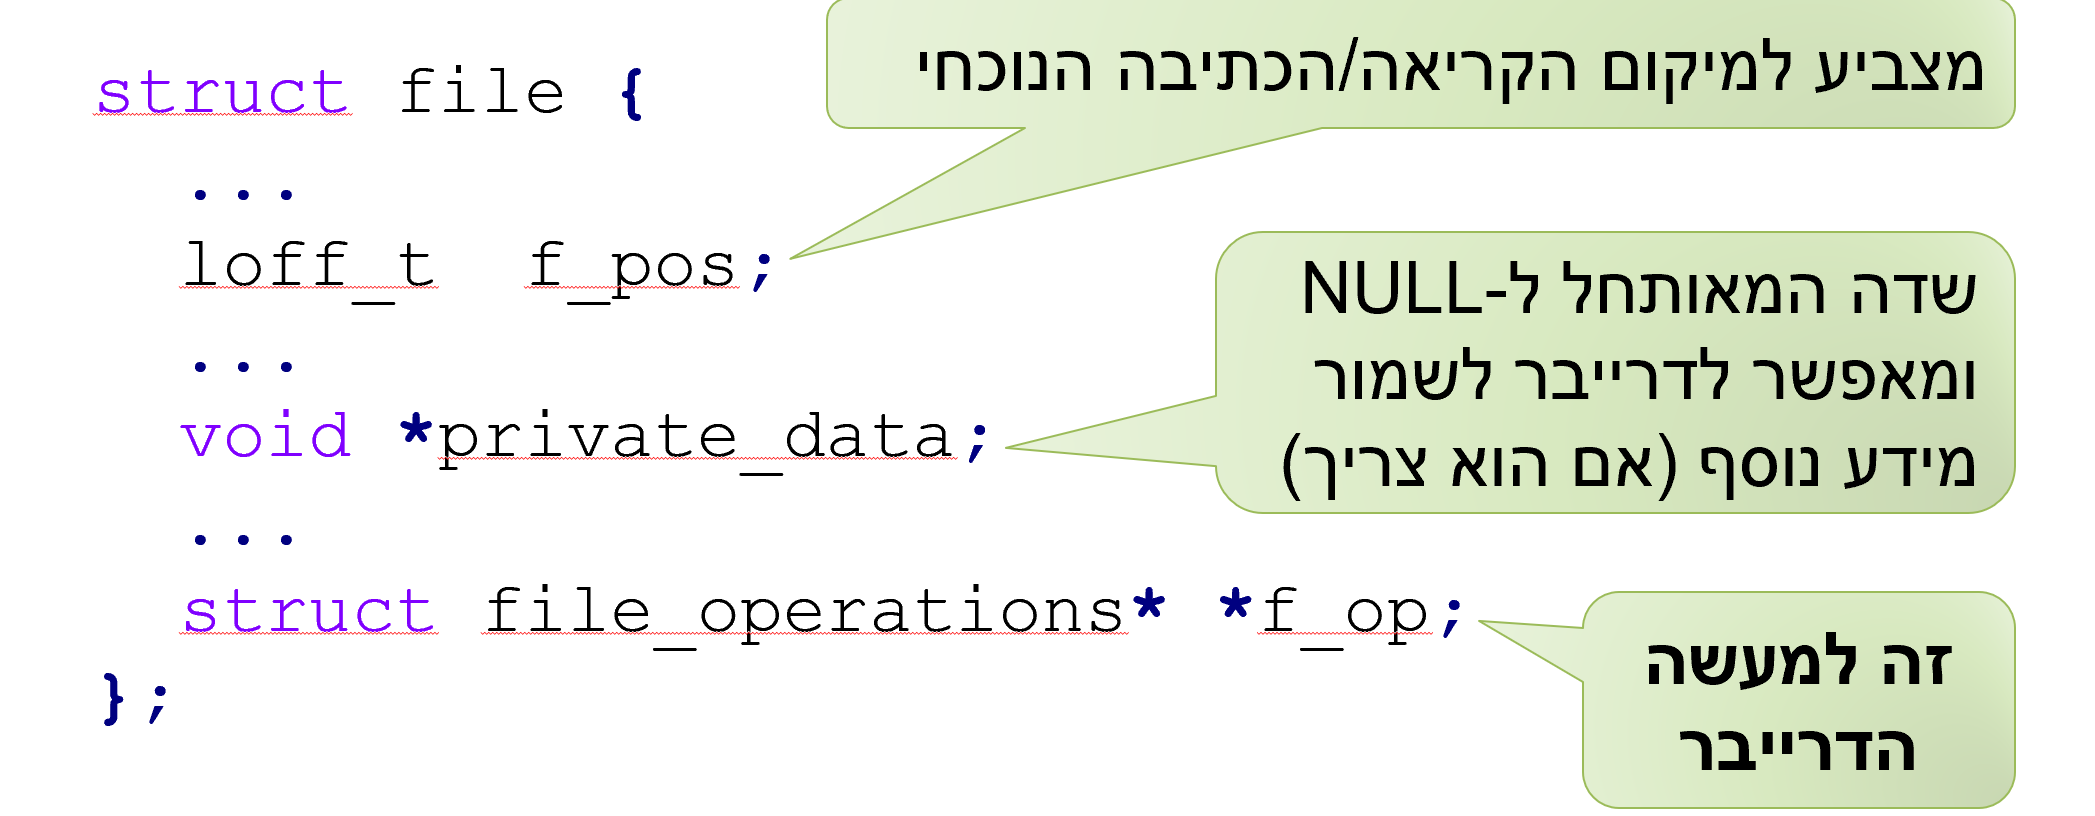 struct file {
...
loff_t f_pos;
...
void *private_data;
...
struct file_operations* *f_op;
};
מצביע למיקום הקריאה/הכתיבה הנוכחי
שדה המאותחל ל-NULL
ומאפשר לדרייבר לשמור
מידע נוסף (אם הוא צריך)
זה למעשה
הדרייבר